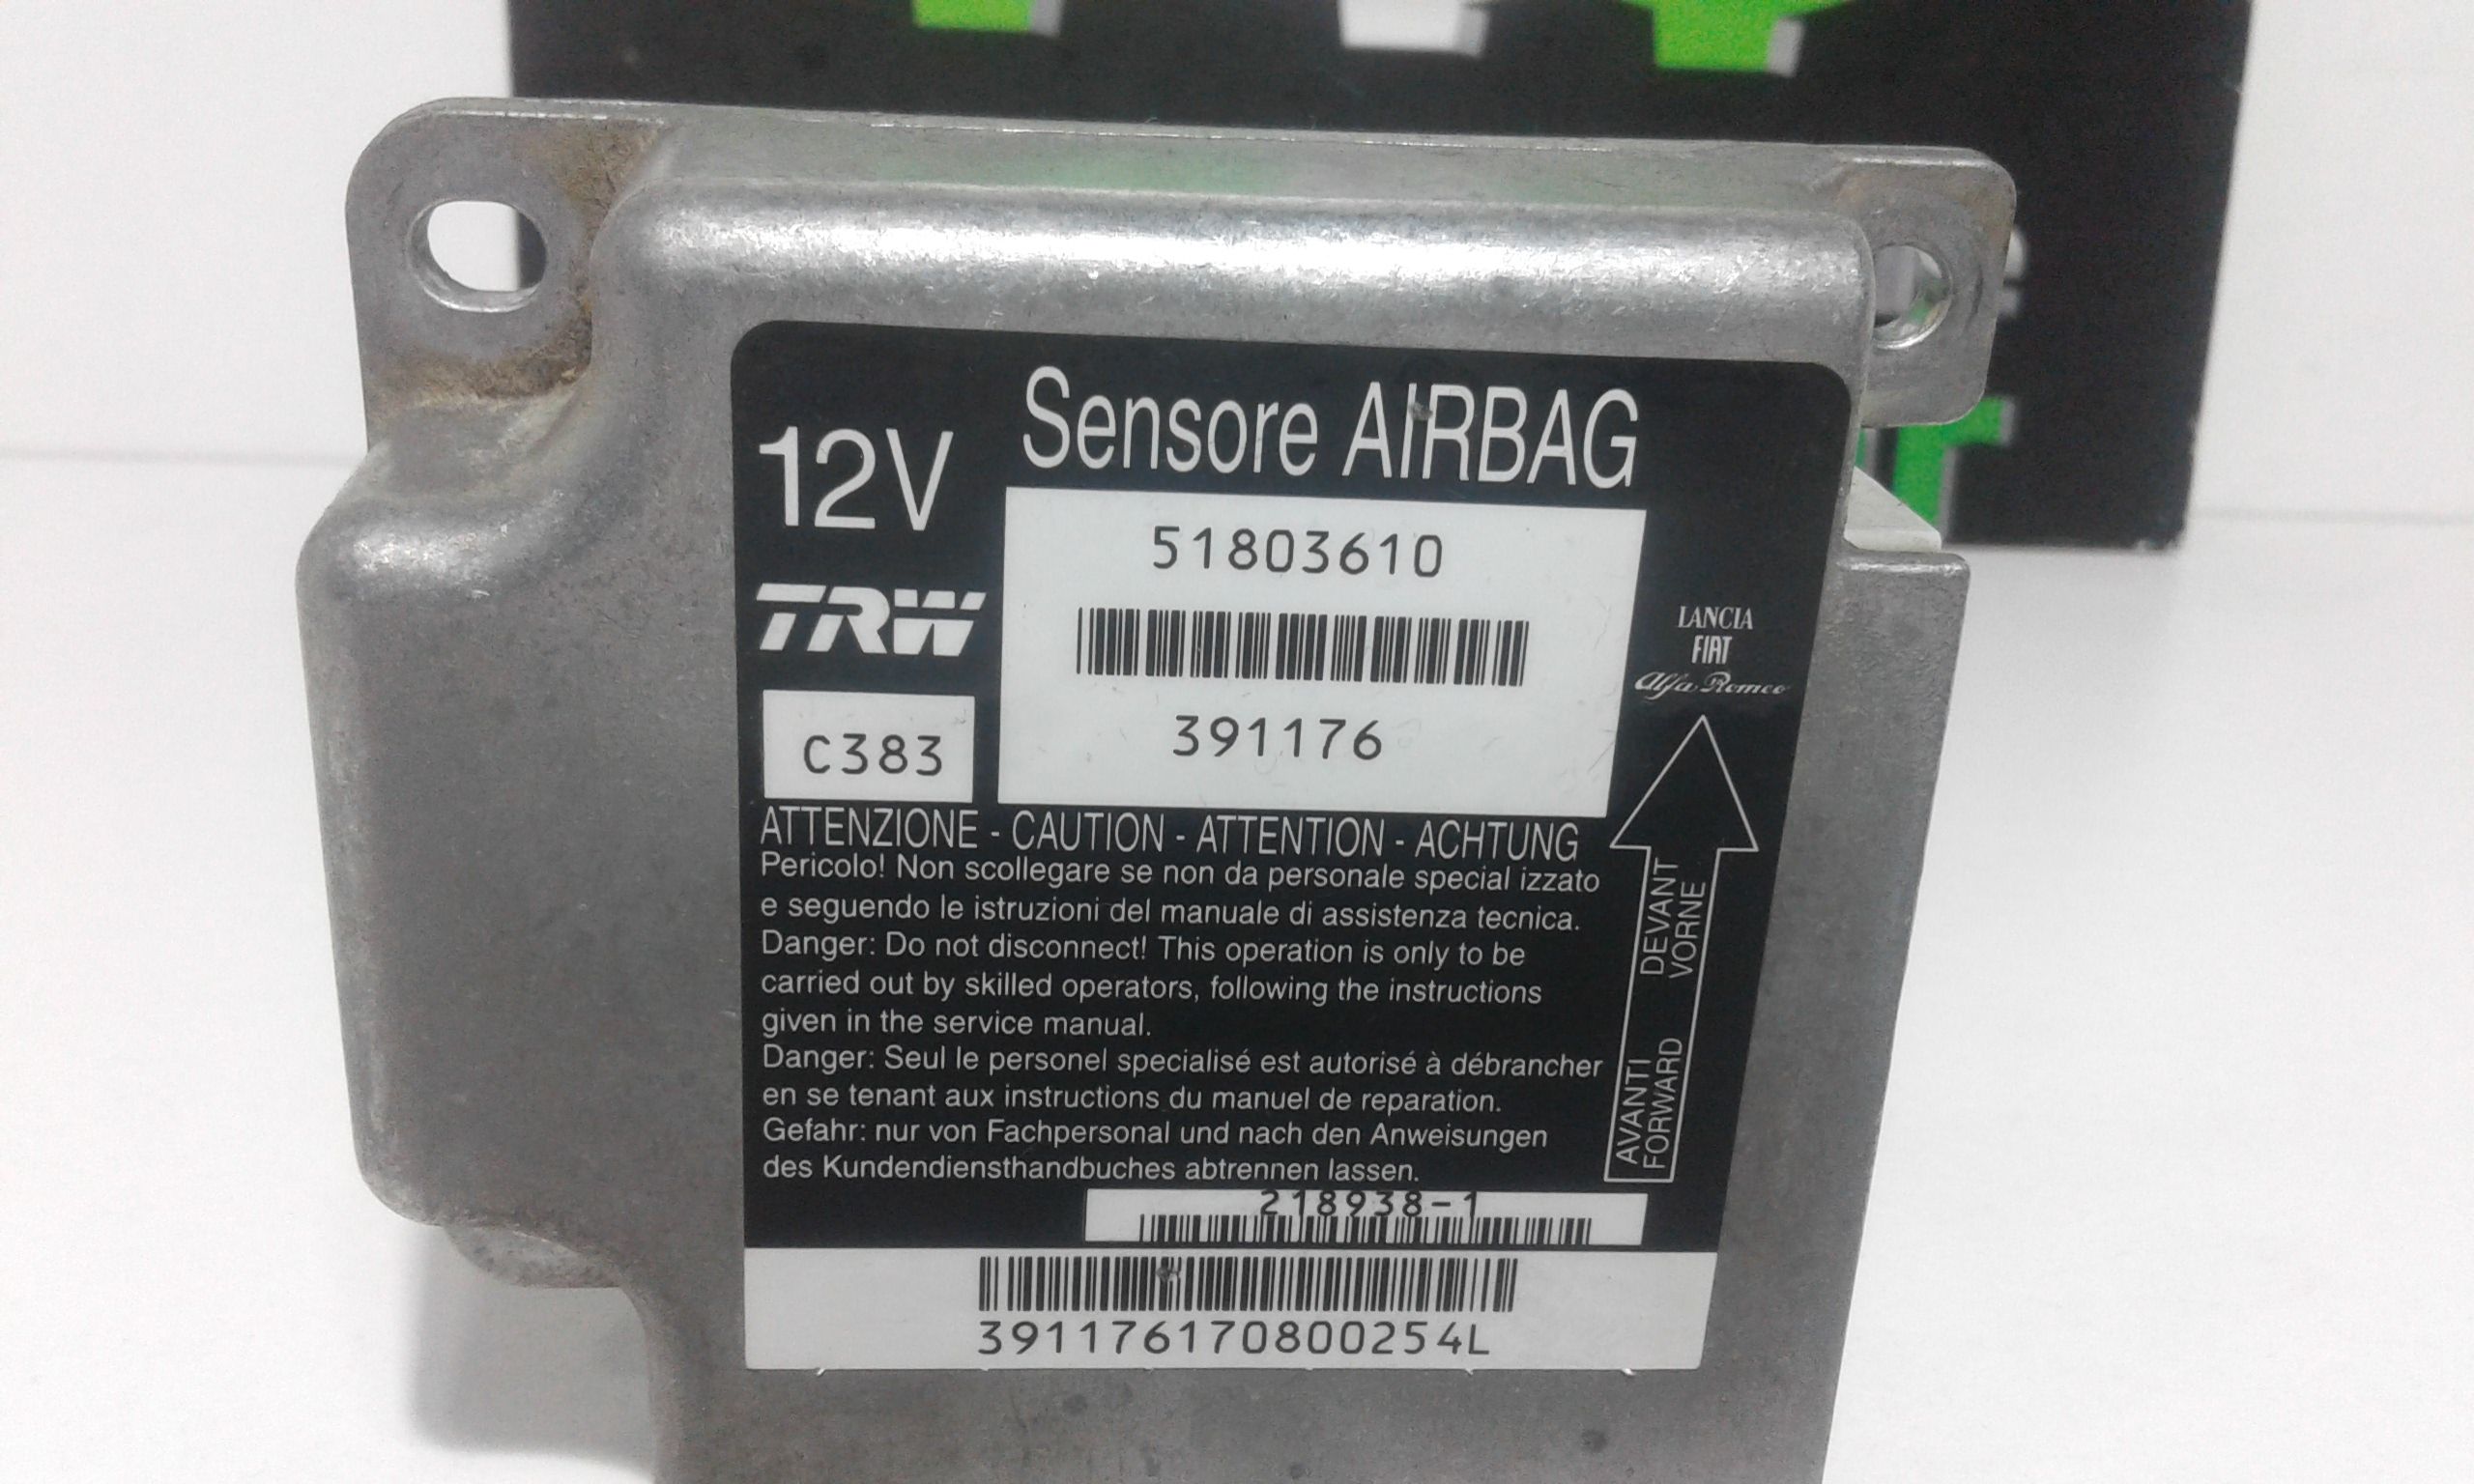 Sensore AIRBAG
12V
51803610
TRW
391176
C383
LANCIA
FIAT
Alfa Romeo
ATTENZIONE - CAUTION - ATTENTION - ACHTUNG
Pericolo! Non scollegare se non da personale special izzato
e seguendo le istruzioni del manuale di assistenza tecnica.
Danger: Do not disconnect! This operation is only to be
carried out by skilled operators, following the instructions
given in the service manual.
Danger: Seul le personel specialisé est autorisé à débrancher
en se tenant aux instructions du manuel de reparation.
Gefahr: nur von Fachpersonal und nach den Anweisungen
des Kundendiensthandbuches abtrennen lassen.
AVANTI DEVANT
FORWARD VORNE
218938-1
391176170800254L